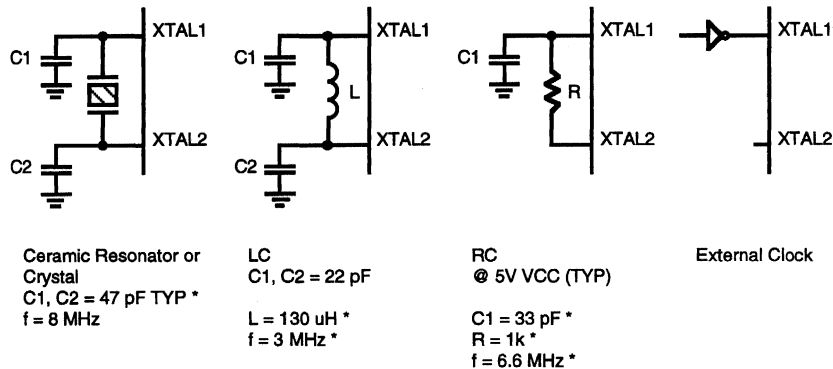 XTAL1
C1
XTAL2
C2
Ceramic Resonator or
Crystal
C1, C2 = 47 pF TYP *
f = 8 MHz
XTAL1
C1
L
XTAL2
C2
LC
C1, C2 = 22 pF
L = 130 uH *
f = 3 MHz *
XTAL1
C1
R
XTAL2
RC
@ 5V VCC (TYP)
C1 = 33 pF *
R = 1k *
f = 6.6 MHz *
XTAL1
XTAL2
External Clock